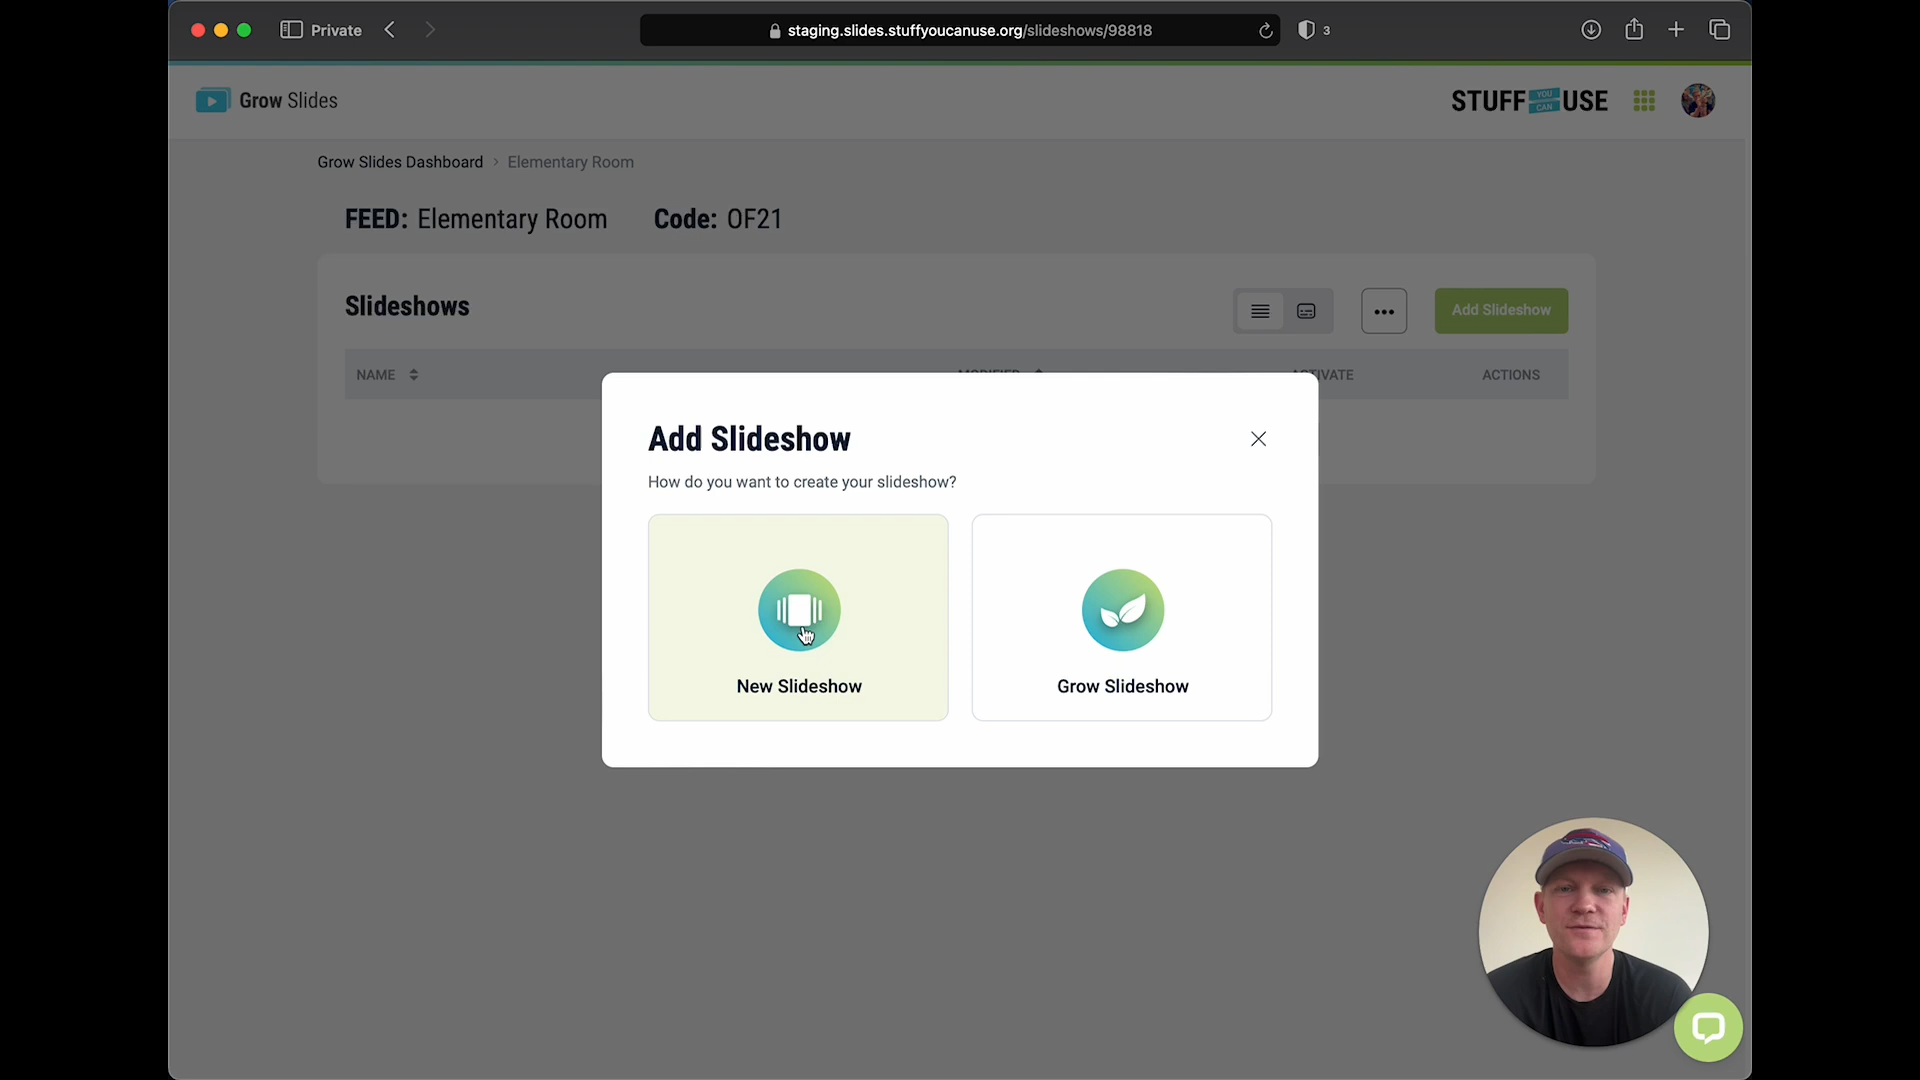 Private
staging.slides.stuffyoucanuse.org/slideshows/98818
3
Grow Slides
STUFF YOU CAN USE
Grow Slides Dashboard > Elementary Room
FEED: Elementary Room Code: OF21
Slideshows
Add Slideshow
NAME
ACTIONS
Add Slideshow
How do you want to create your slideshow?
New Slideshow
Grow Slideshow